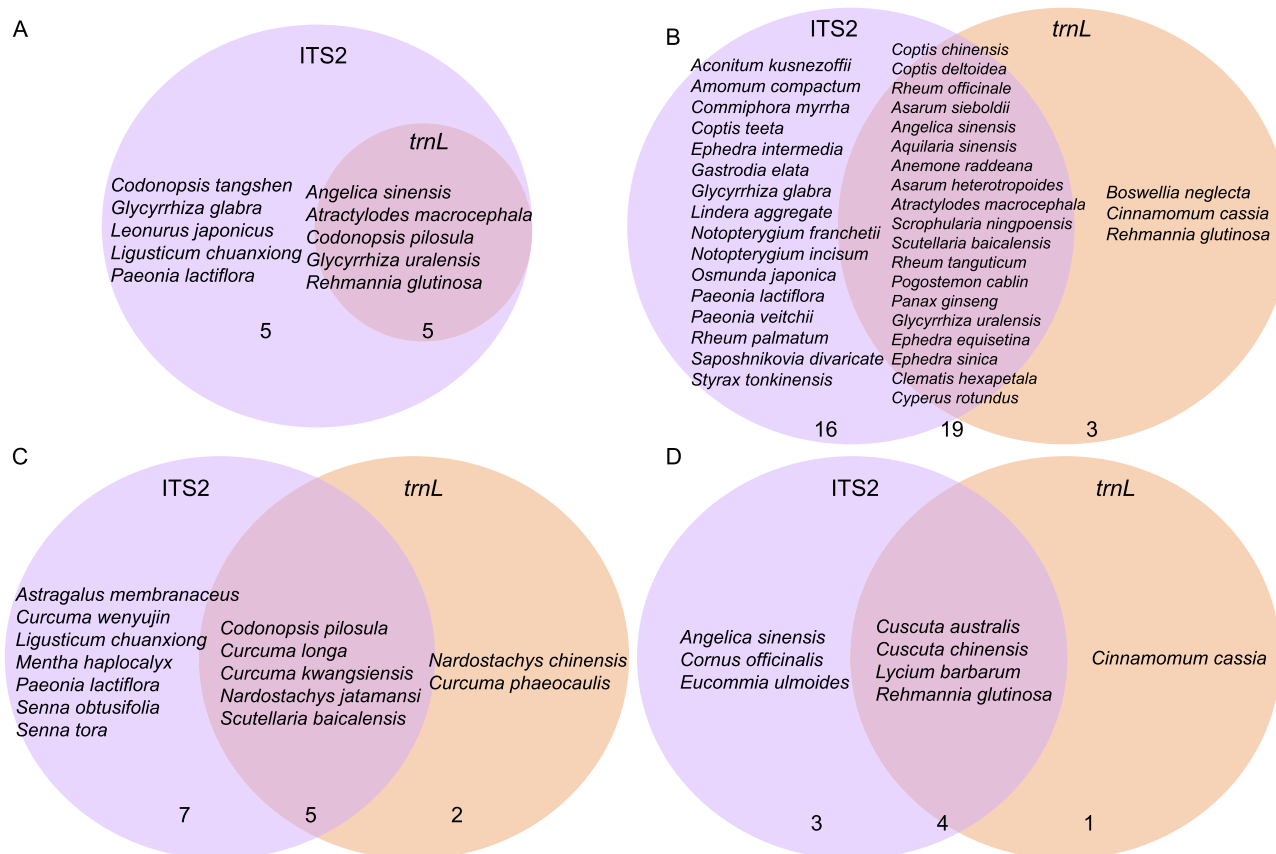 A
ITS2
trnL
Codonopsis tangshen
Glycyrrhiza glabra
Leonurus japonicus
Ligusticum chuanxiong
Paeonia lactiflora
5
Angelica sinensis
Atractylodes macrocephala
Codonopsis pilosula
Glycyrrhiza uralensis
Rehmannia glutinosa
5
B
ITS2
trnL
Aconitum kusnezoffii
Amomum compactum
Commiphora myrrha
Coptis teeta
Ephedra intermedia
Gastrodia elata
Glycyrrhiza glabra
Lindera aggregate
Notopterygium franchetii
Notopterygium incisum
Osmunda japonica
Paeonia lactiflora
Paeonia veitchii
Rheum palmatum
Saposhnikovia divaricate
Styrax tonkinensis
16
Coptis chinensis
Coptis deltoidea
Rheum officinale
Asarum sieboldii
Angelica sinensis
Aquilaria sinensis
Anemone raddeana
Asarum heterotropoides
Atractylodes macrocephala
Scrophularia ningpoensis
Scutellaria baicalensis
Rheum tanguticum
Pogostemon cablin
Panax ginseng
Glycyrrhiza uralensis
Ephedra equisetina
Ephedra sinica
Clematis hexapetala
Cyperus rotundus
19
Boswellia neglecta
Cinnamomum cassia
Rehmannia glutinosa
3
C
ITS2
trnL
Astragalus membranaceus
Curcuma wenyujin
Ligusticum chuanxiong
Mentha haplocalyx
Paeonia lactiflora
Senna obtusifolia
Senna tora
7
Codonopsis pilosula
Curcuma longa
Curcuma kwangsiensis
Nardostachys jatamansi
Scutellaria baicalensis
5
Nardostachys chinensis
Curcuma phaeocaulis
2
D
ITS2
trnL
Angelica sinensis
Cornus officinalis
Eucommia ulmoides
3
Cuscuta australis
Cuscuta chinensis
Lycium barbarum
Rehmannia glutinosa
4
Cinnamomum cassia
1